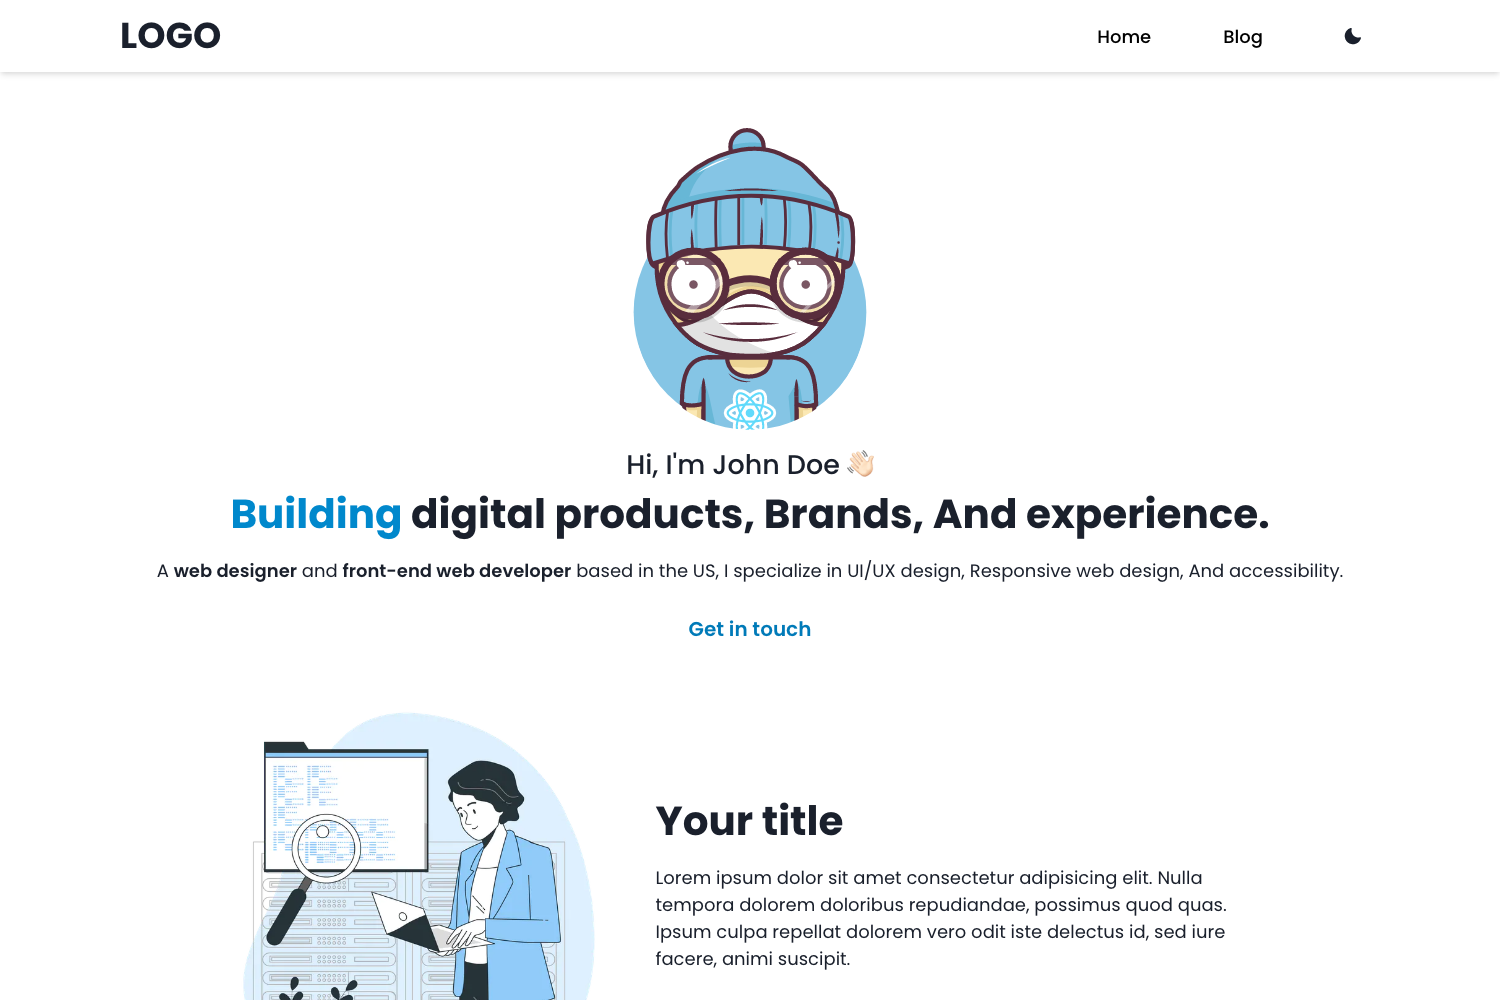 LOGO
Home
Blog
Hi, I'm John Doe 👋🏻
Building digital products, Brands, And experience.
A web designer and front-end web developer based in the US, I specialize in UI/UX design, Responsive web design, And accessibility.
Get in touch
Your title
Lorem ipsum dolor sit amet consectetur adipisicing elit. Nulla
tempora dolorem doloribus repudiandae, possimus quod quas.
Ipsum culpa repellat dolorem vero odit iste delectus id, sed iure
facere, animi suscipit.